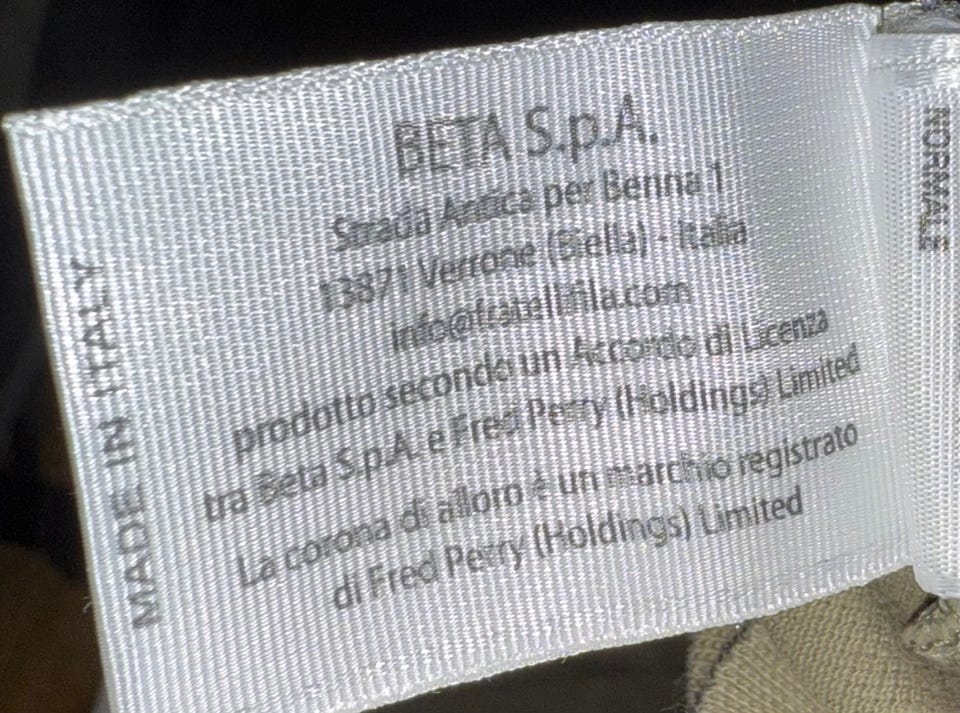 BETA S.p.A.
Strada Antica per Benna 1
13871 Verrone (Biella) - Italia
info@fratellifila.com
prodotto secondo un Accordo di Licenza
tra Beta S.p.A. e Fred Perry (Holdings) Limited
La corona di alloro è un marchio registrato
di Fred Perry (Holdings) Limited
MADE IN ITALY
NORMALE